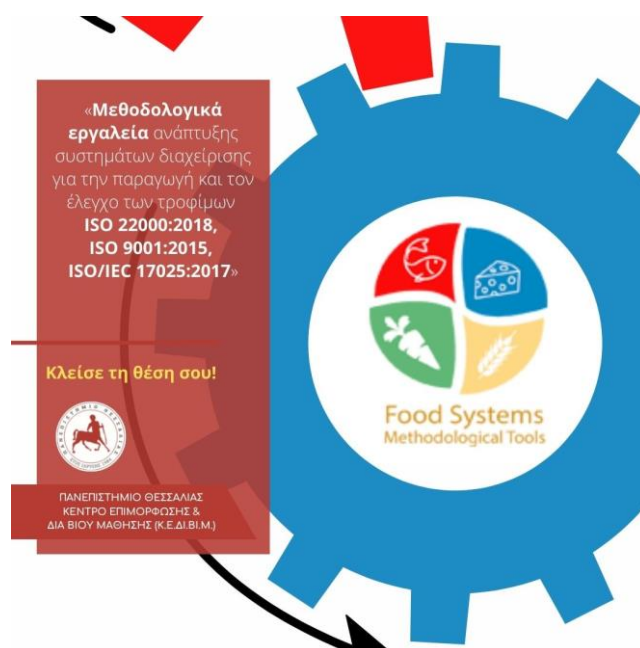 «Μεθοδολογικά
εργαλεία ανάπτυξης
συστημάτων διαχείρισης
για την παραγωγή και τον
έλεγχο των τροφίμων
ISO 22000:2018,
ISO 9001:2015,
ISO/IEC 17025:2017»
Κλείσε τη θέση σου!
ΠΑΝΕΠΙΣΤΗΜΙΟ ΘΕΣΣΑΛΙΑΣ
ΚΕΝΤΡΟ ΕΠΙΜΟΡΦΩΣΗΣ &
ΔΙΑ ΒΙΟΥ ΜΑΘΗΣΗΣ (Κ.Ε.ΔΙ.ΒΙ.Μ.)
Food Systems
Methodological Tools